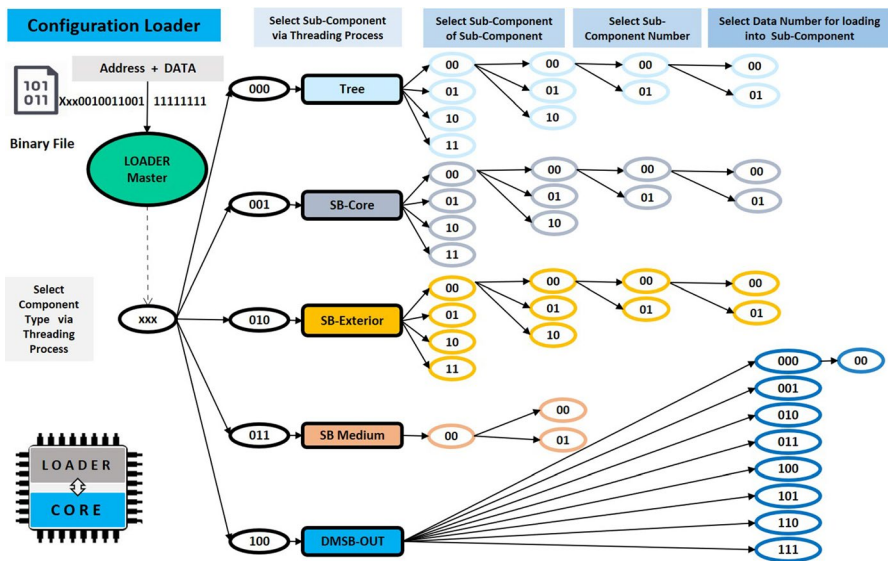 Configuration Loader
Select Sub-Component
via Threading Process
Select Sub-Component
of Sub-Component
Select Sub-
Component Number
Select Data Number for loading
into Sub-Component
101
011
Address + DATA
Xxx0010011001 11111111
Binary File
LOADER
Master
Select
Component
Type via
Threading
Process
xxx
000
Tree
00
01
10
11
00
01
10
00
01
00
01
001
SB-Core
00
01
10
11
00
01
10
00
01
00
01
010
SB-Exterior
00
01
10
11
00
01
10
00
01
00
01
011
SB Medium
00
00
01
100
DMSB-OUT
000
00
001
010
011
100
101
110
111
LOADER
CORE